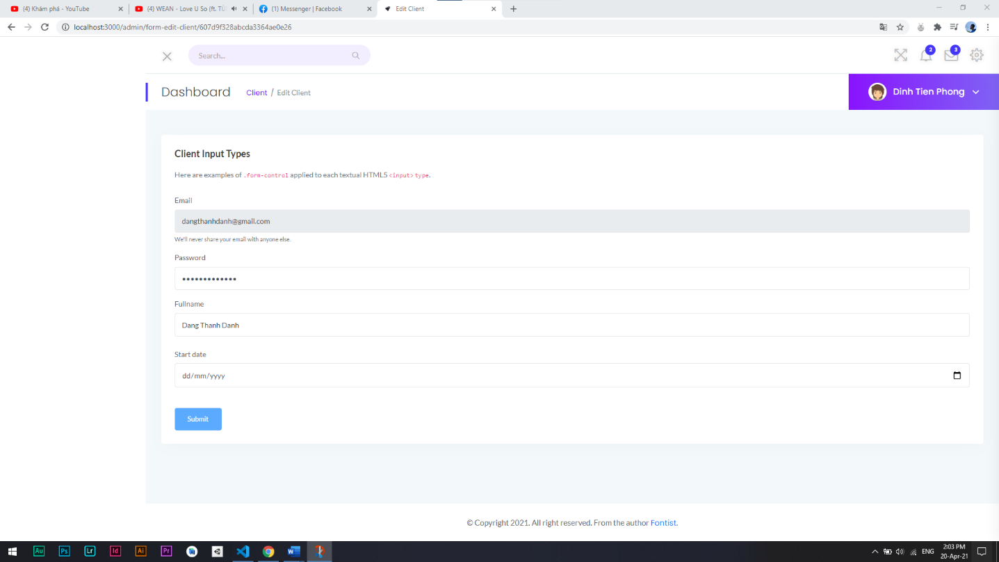 (4) Khám phá - YouTube
(4) WEAN - Love U So (ft. TÙ
(1) Messenger | Facebook
Edit Client
localhost:3000/admin/form-edit-client/607d9f328abcda3364ae0e26
Search...
2
3
Dashboard
Client / Edit Client
Dinh Tien Phong
Client Input Types
Here are examples of .form-control applied to each textual HTML5 <input> type.
Email
dangthanhdanh@gmail.com
We'll never share your email with anyone else.
Password
Fullname
Dang Thanh Danh
Start date
dd/mm/yyyy
Submit
© Copyright 2021. All right reserved. From the author Fontist.
Au
Ps
Lr
Id
Ai
Pr
W
ENG
2:03 PM
20-Apr-21